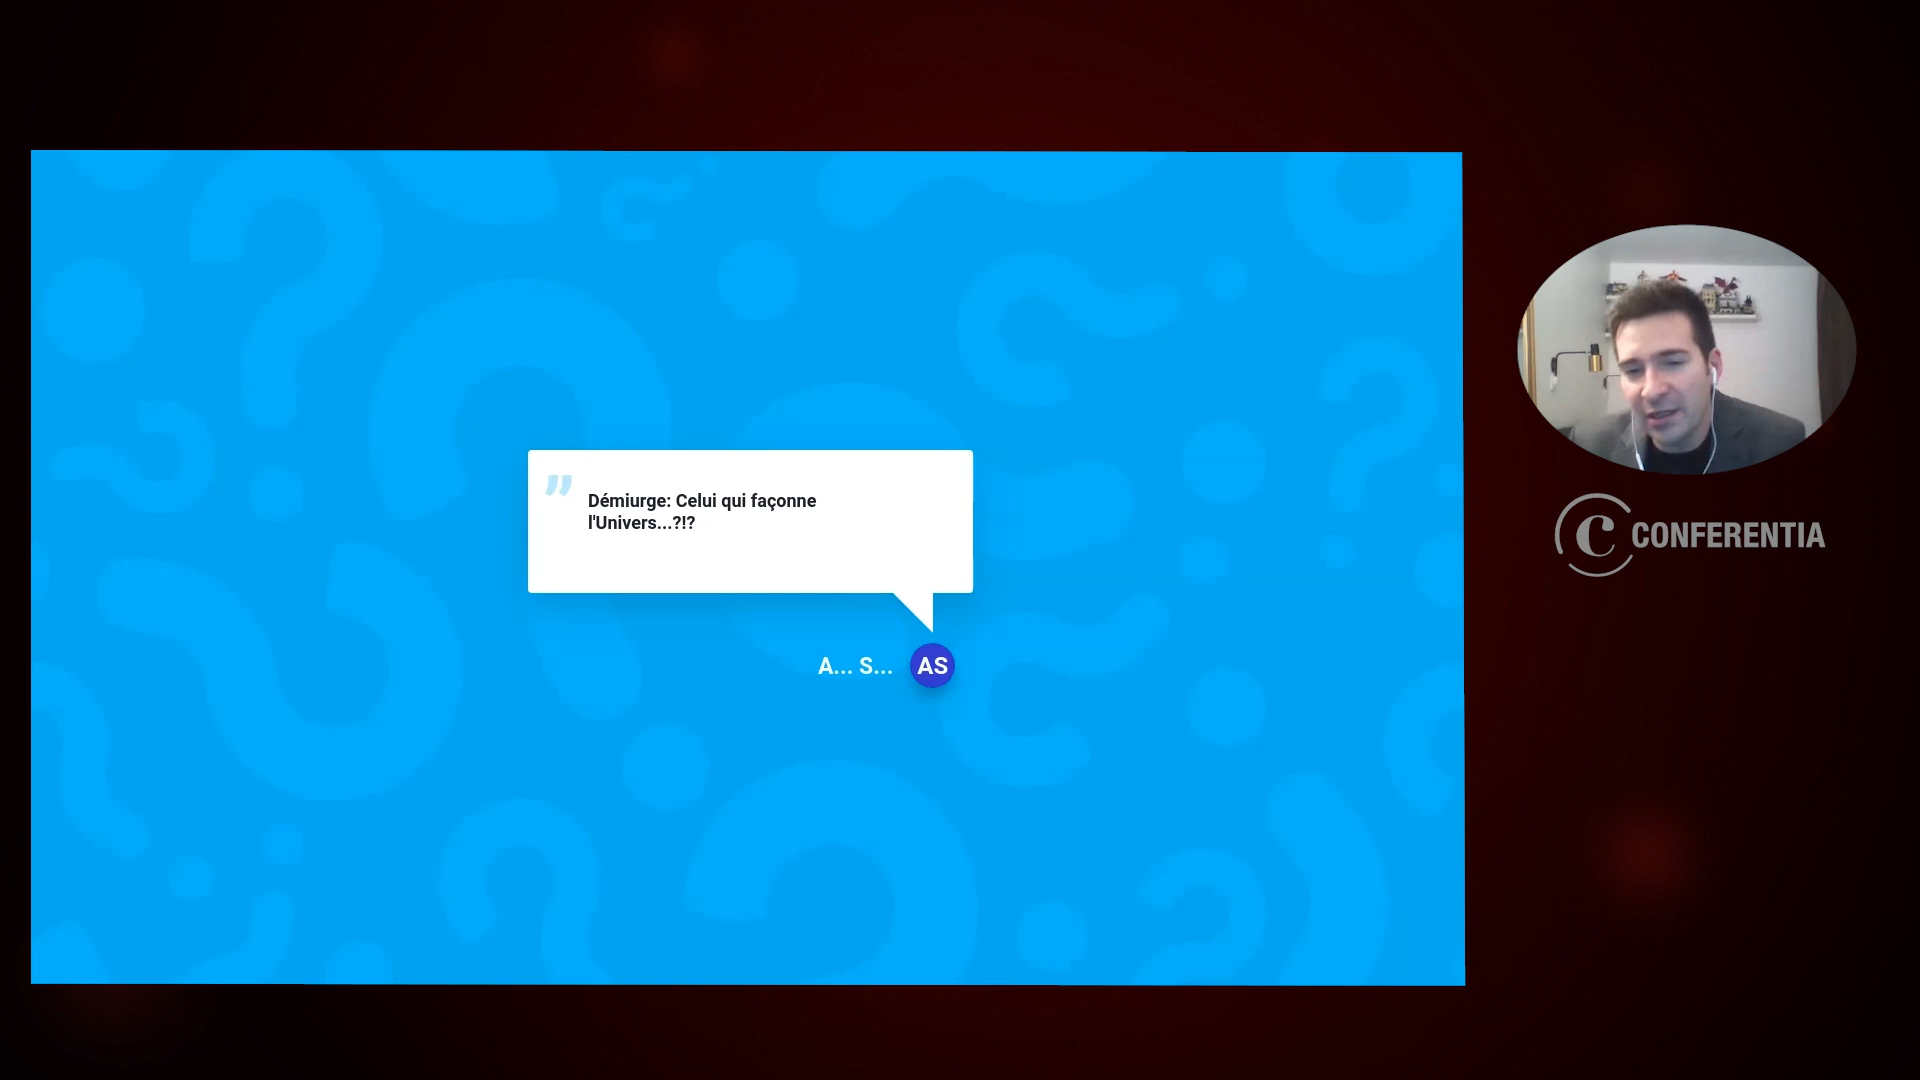 ”
Démiurge: Celui qui façonne
l'Univers...?!?
A... S...
AS
C CONFERENTIA